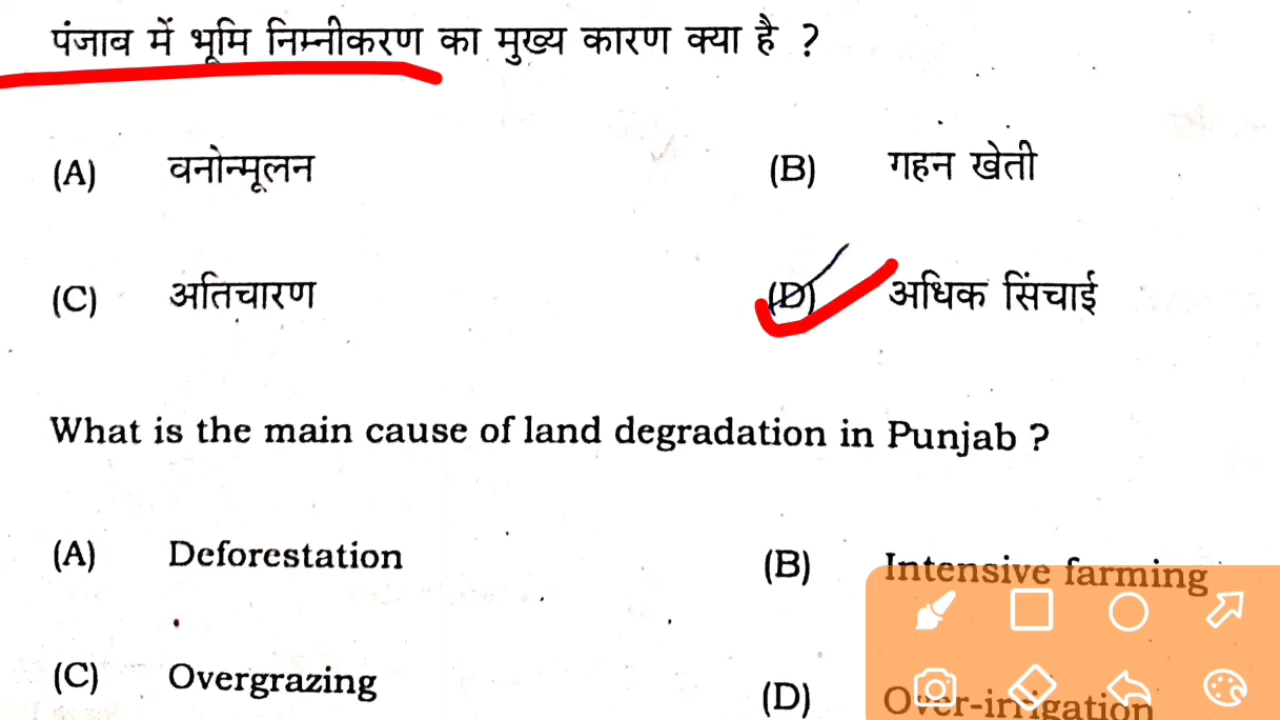 पंजाब में भूमि निम्नीकरण का मुख्य कारण क्या है ?
(A) वनोन्मूलन (B) गहन खेती
(C) अतिचारण (D) अधिक सिंचाई
What is the main cause of land degradation in Punjab ?
(A) Deforestation (B) Intensive farming
(C) Overgrazing (D) Over-irrigation